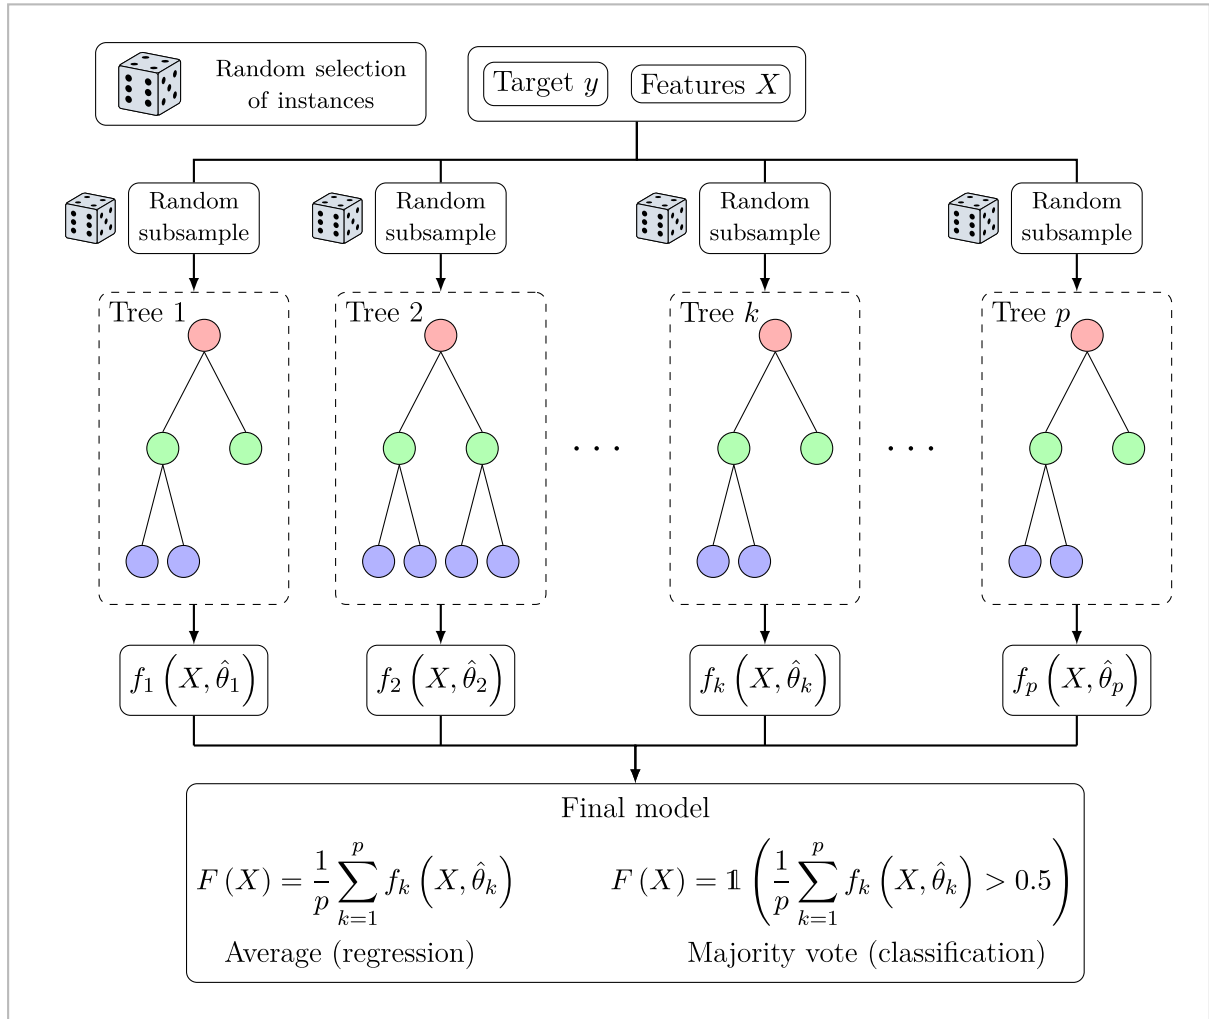 Random selection
of instances
Target y
Features X
Random
subsample
Random
subsample
Random
subsample
Random
subsample
Tree 1
Tree 2
Tree k
Tree p
· · ·
· · ·
f₁(X, θ̂₁)
f₂(X, θ̂₂)
fₖ(X, θ̂ₖ)
fₚ(X, θ̂ₚ)
Final model
F (X) = 1/p ∑_{k=1}^{p} fₖ(X, θ̂ₖ)
F (X) = 𝟙(1/p ∑_{k=1}^{p} fₖ(X, θ̂ₖ) > 0.5)
Average (regression)
Majority vote (classification)